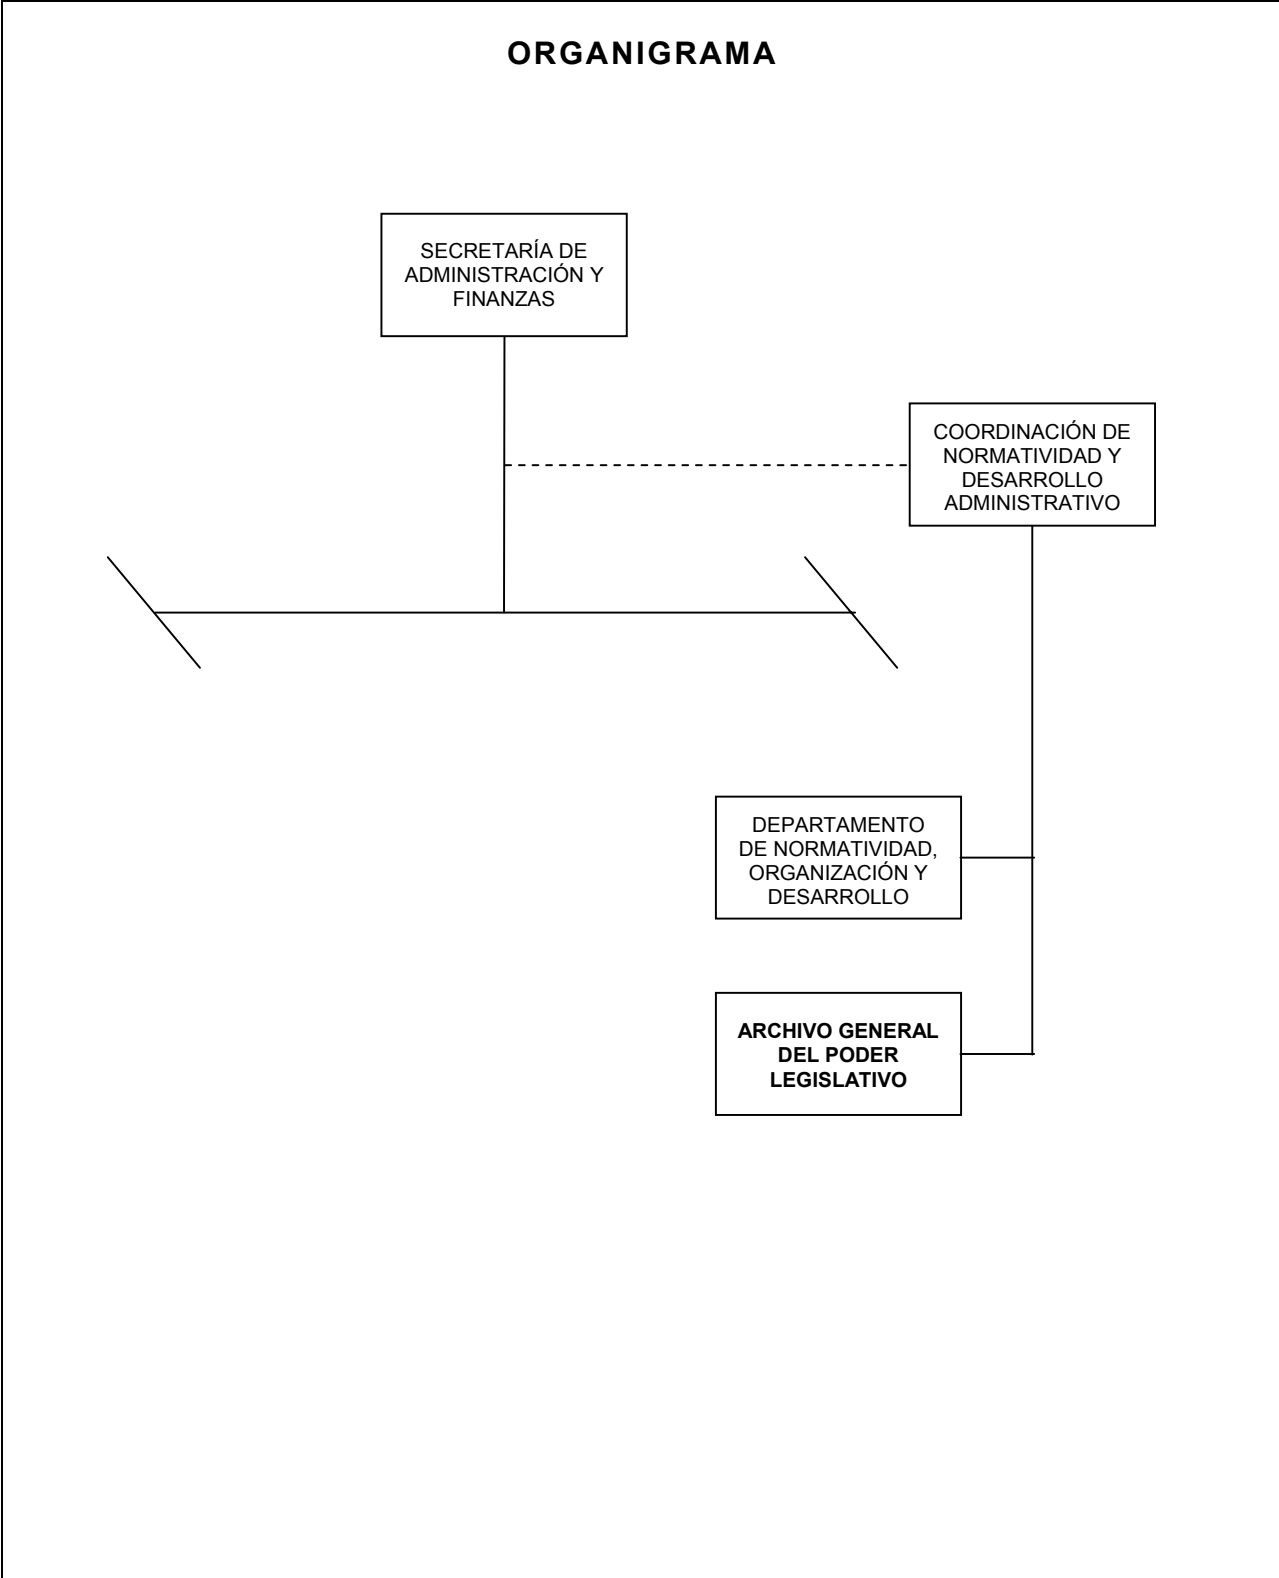 ORGANIGRAMA
SECRETARÍA DE
ADMINISTRACIÓN Y
FINANZAS
COORDINACIÓN DE
NORMATIVIDAD Y
DESARROLLO
ADMINISTRATIVO
DEPARTAMENTO
DE NORMATIVIDAD,
ORGANIZACIÓN Y
DESARROLLO
ARCHIVO GENERAL
DEL PODER
LEGISLATIVO